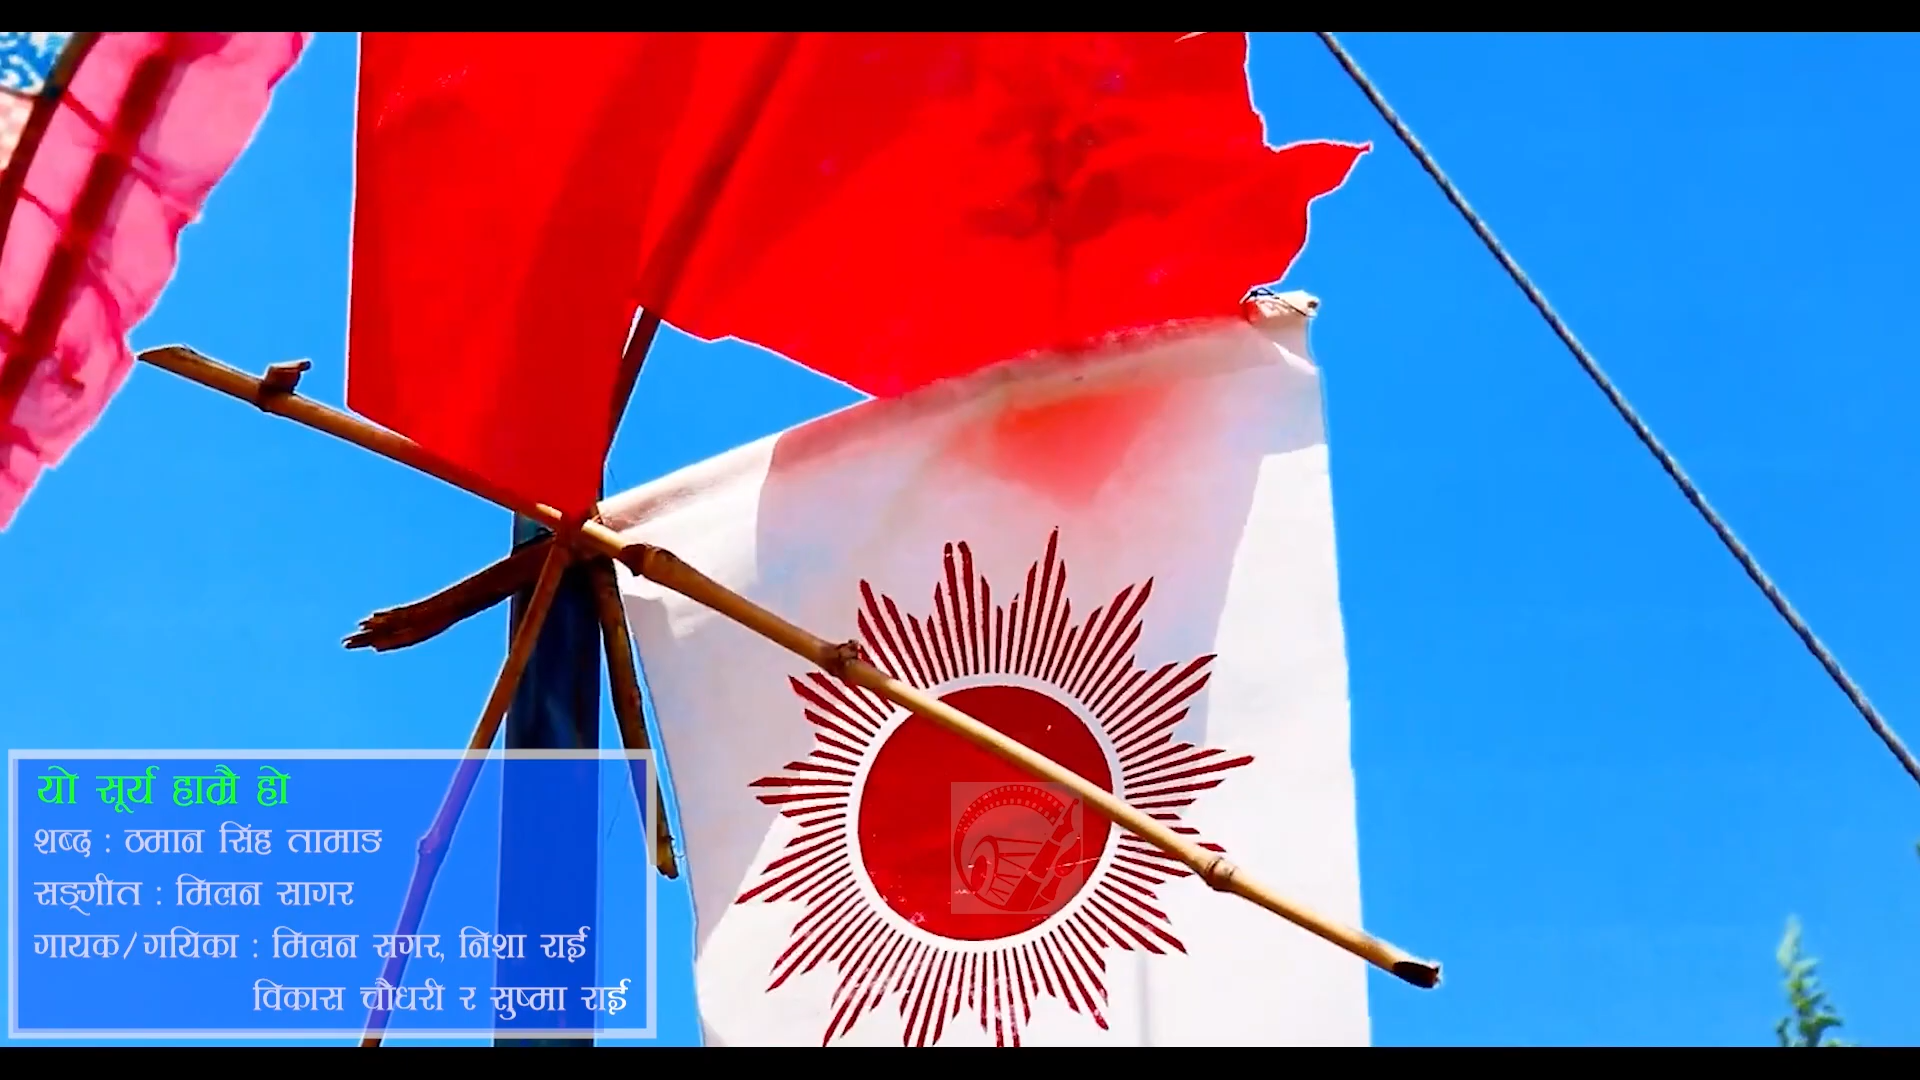 यो सूर्य हाम्रै हो
शब्द : ठमान सिंह तामाङ
सङ्गीत : मिलन सागर
गायक/गयिका : मिलन सगर, निशा राई
विकास चौधरी र सुष्मा राई